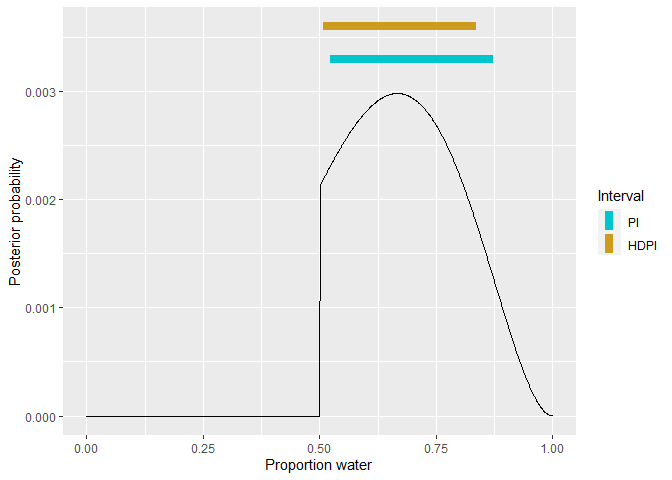 0.003
0.002
0.001
0.000
Posterior probability
0.00 0.25 0.50 0.75 1.00
Proportion water
Interval
PI
HDPI